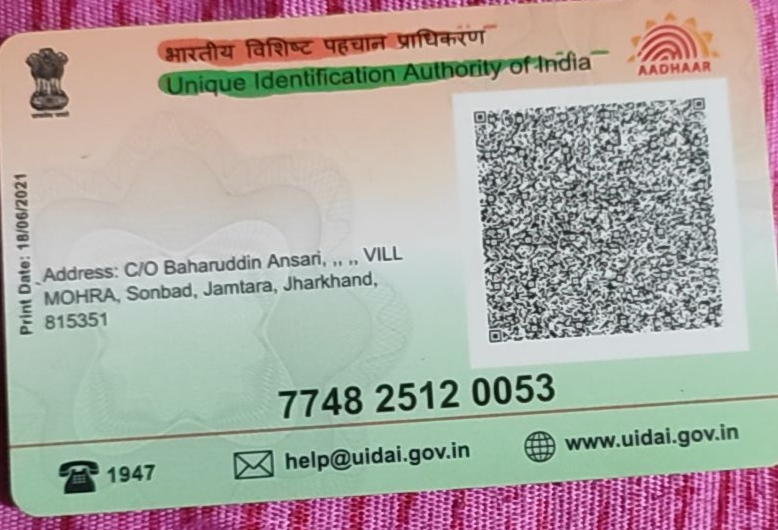 भारतीय विशिष्ट पहचान प्राधिकरण
Unique Identification Authority of India
AADHAAR
Print Date: 18/06/2021
Address: C/O Baharuddin Ansari, ,, ,, VILL
MOHRA, Sonbad, Jamtara, Jharkhand,
815351
7748 2512 0053
1947
help@uidai.gov.in
www.uidai.gov.in